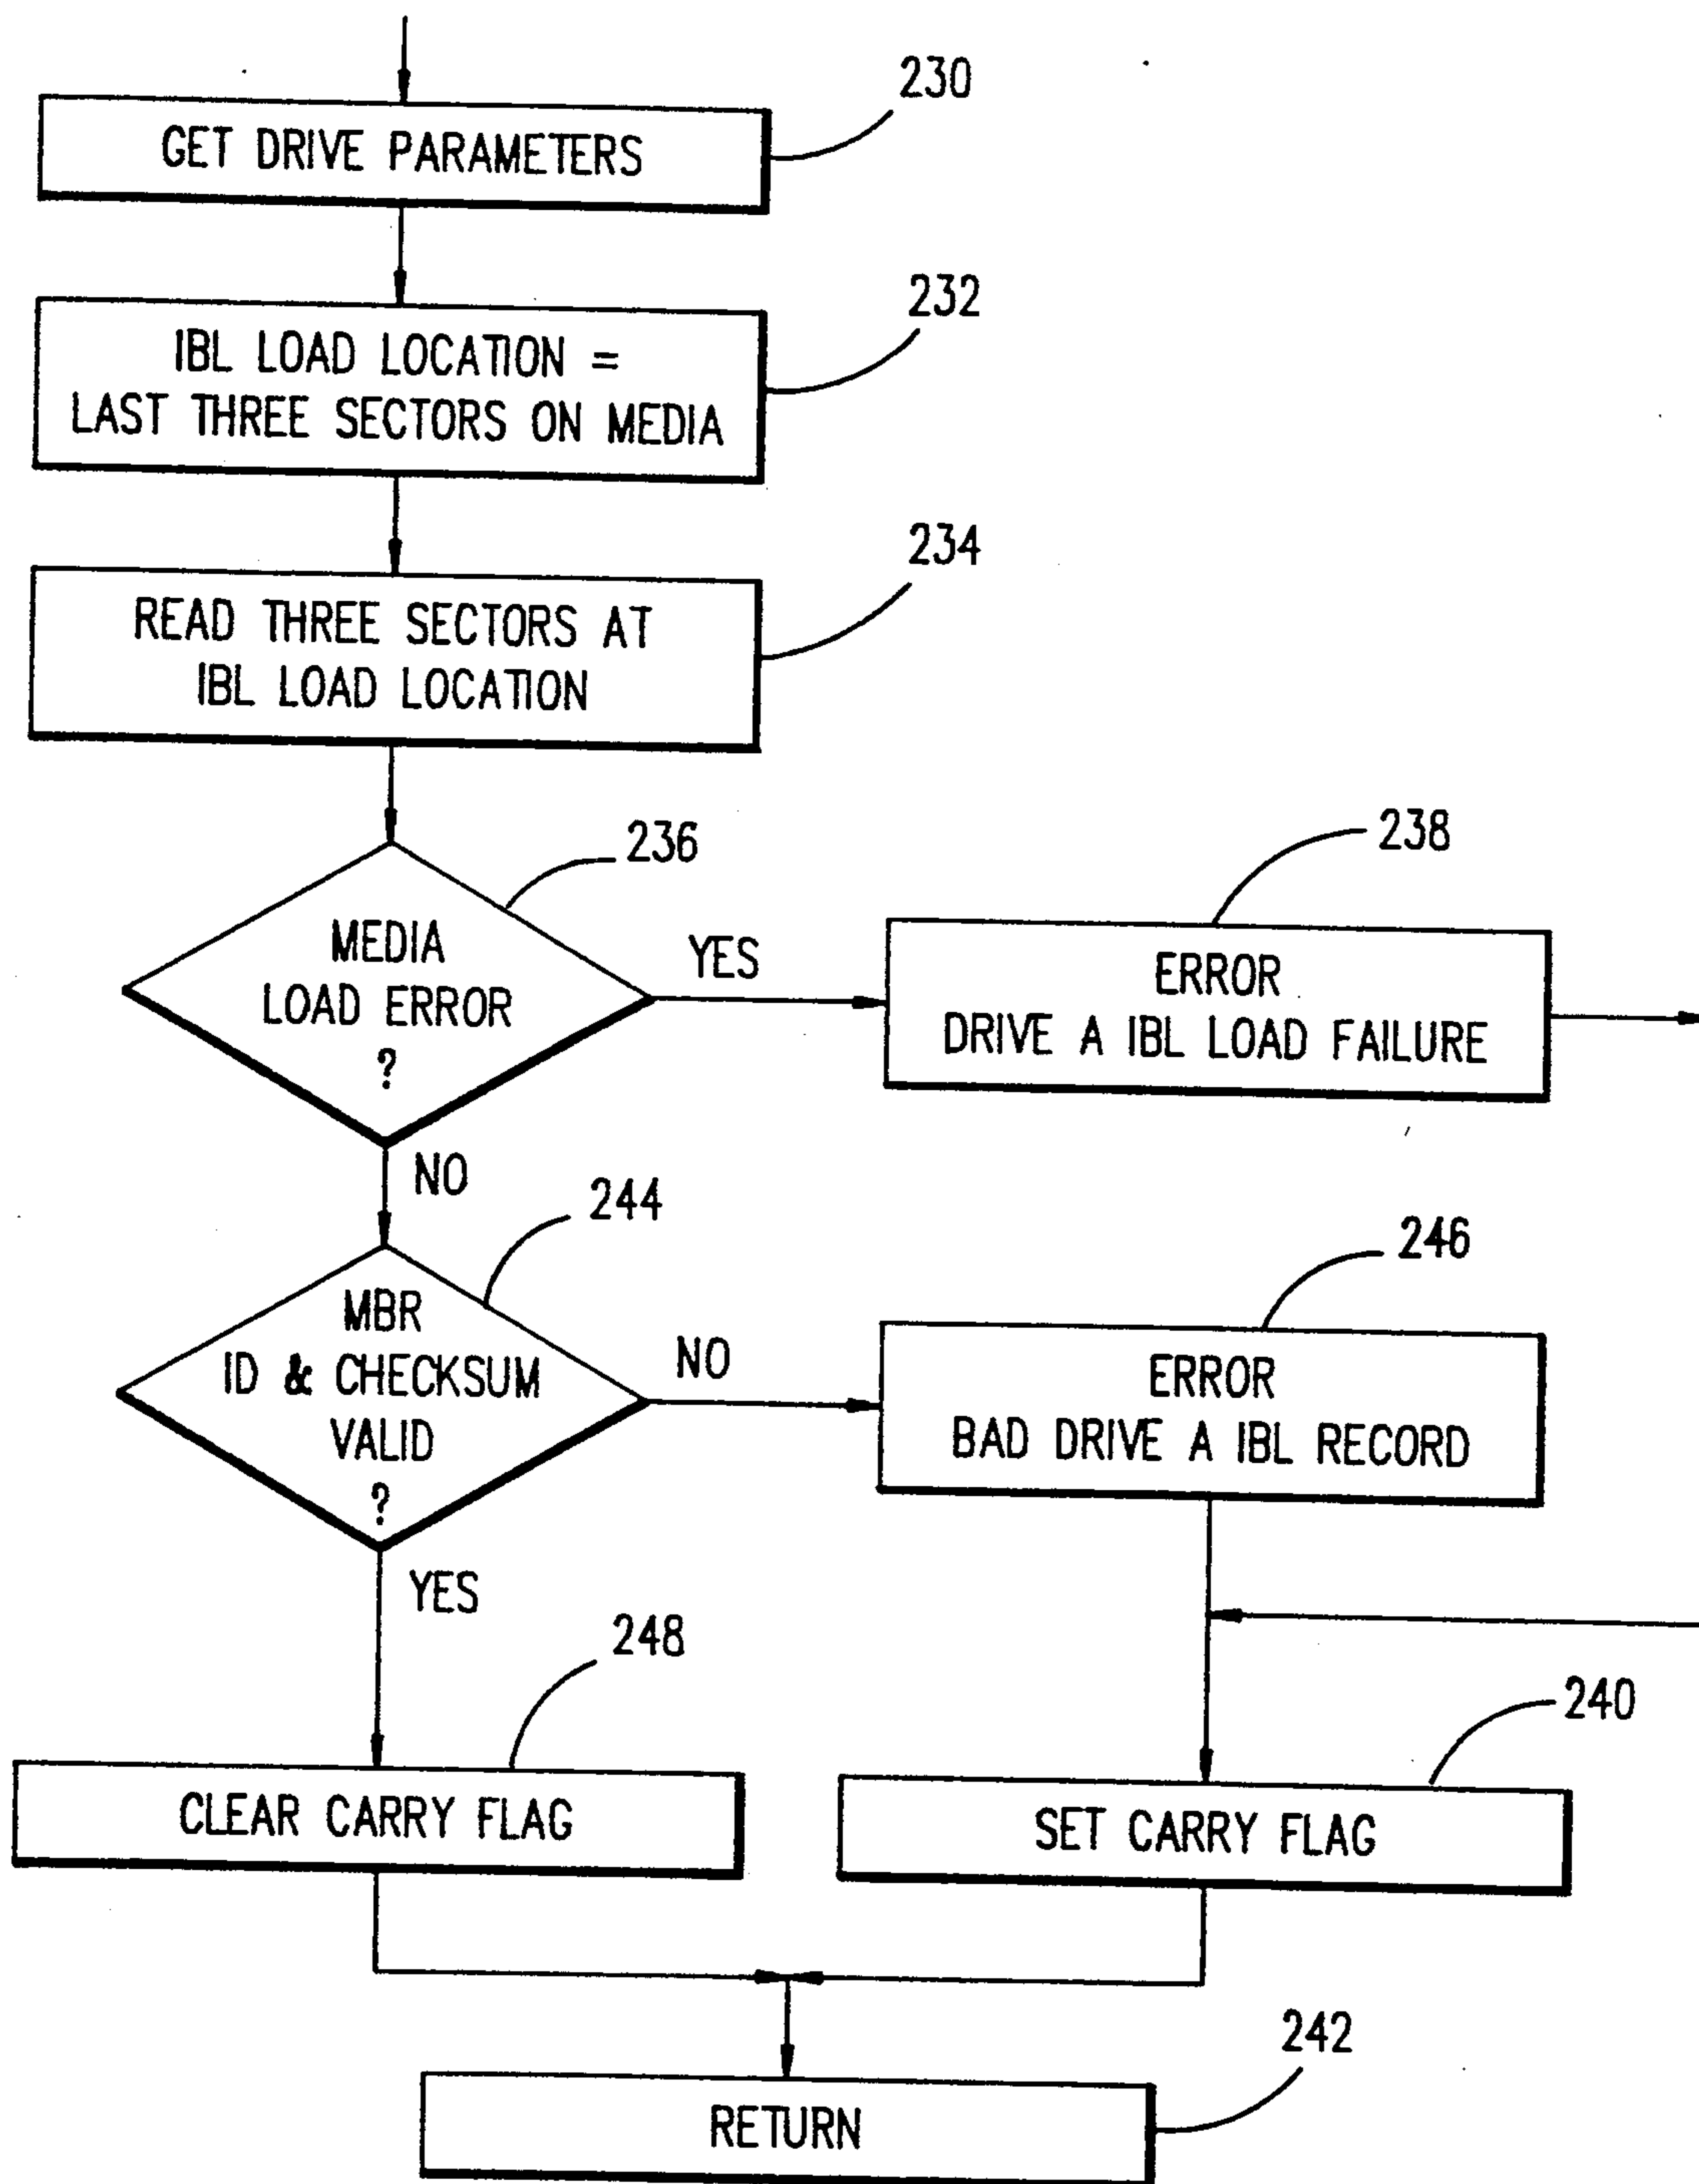 230
GET DRIVE PARAMETERS
232
IBL LOAD LOCATION =
LAST THREE SECTORS ON MEDIA
234
READ THREE SECTORS AT
IBL LOAD LOCATION
236
MEDIA
LOAD ERROR
?
YES
238
ERROR
DRIVE A IBL LOAD FAILURE
NO
244
MBR
ID & CHECKSUM
VALID
?
NO
246
ERROR
BAD DRIVE A IBL RECORD
YES
248
CLEAR CARRY FLAG
240
SET CARRY FLAG
242
RETURN